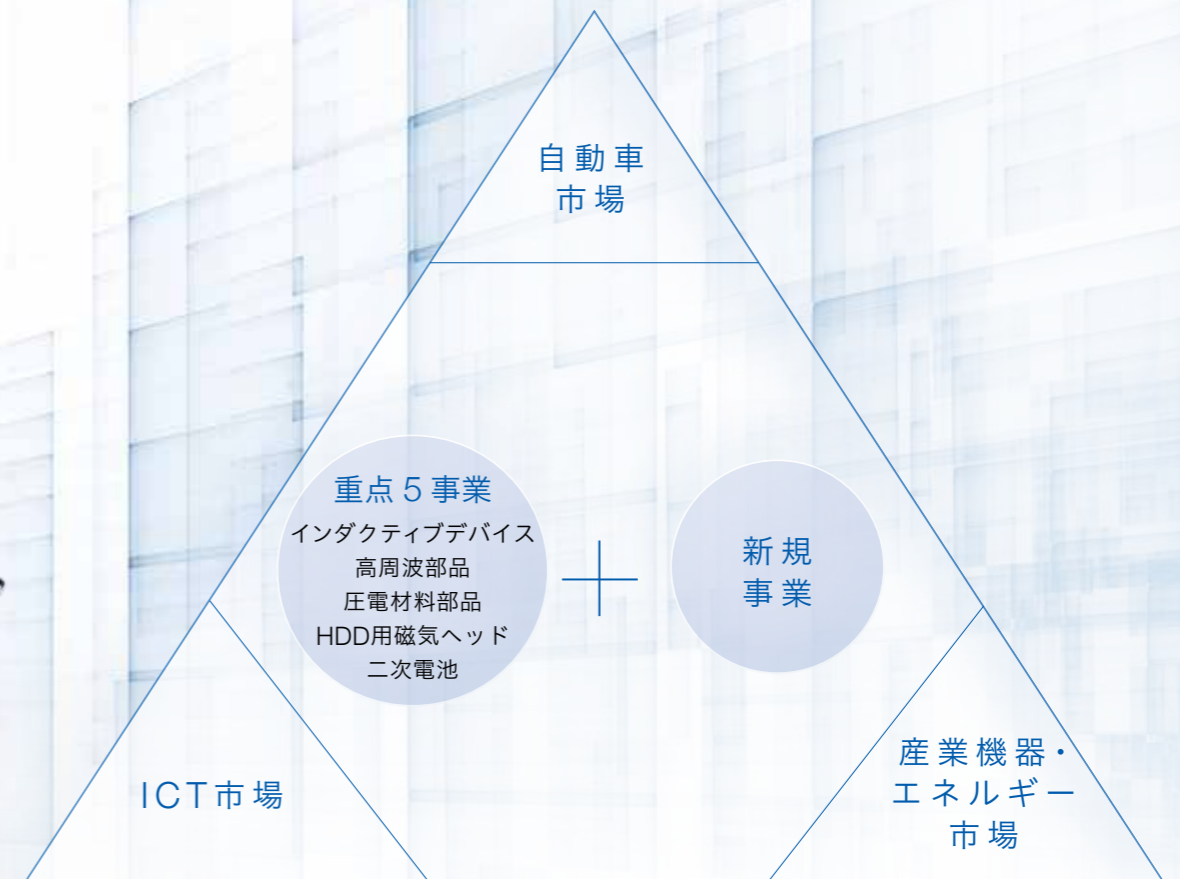 自動車
市場
重点5事業
インダクティブデバイス
高周波部品
圧電材料部品
HDD用磁気ヘッド
二次電池
新規
事業
ICT市場
産業機器・
エネルギー
市場